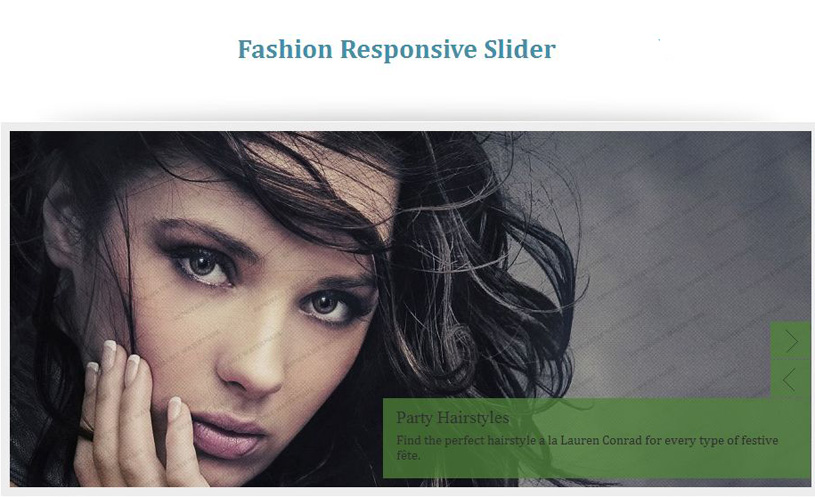 Fashion Responsive Slider
Party Hairstyles
Find the perfect hairstyle a la Lauren Conrad for every type of festive
fête.